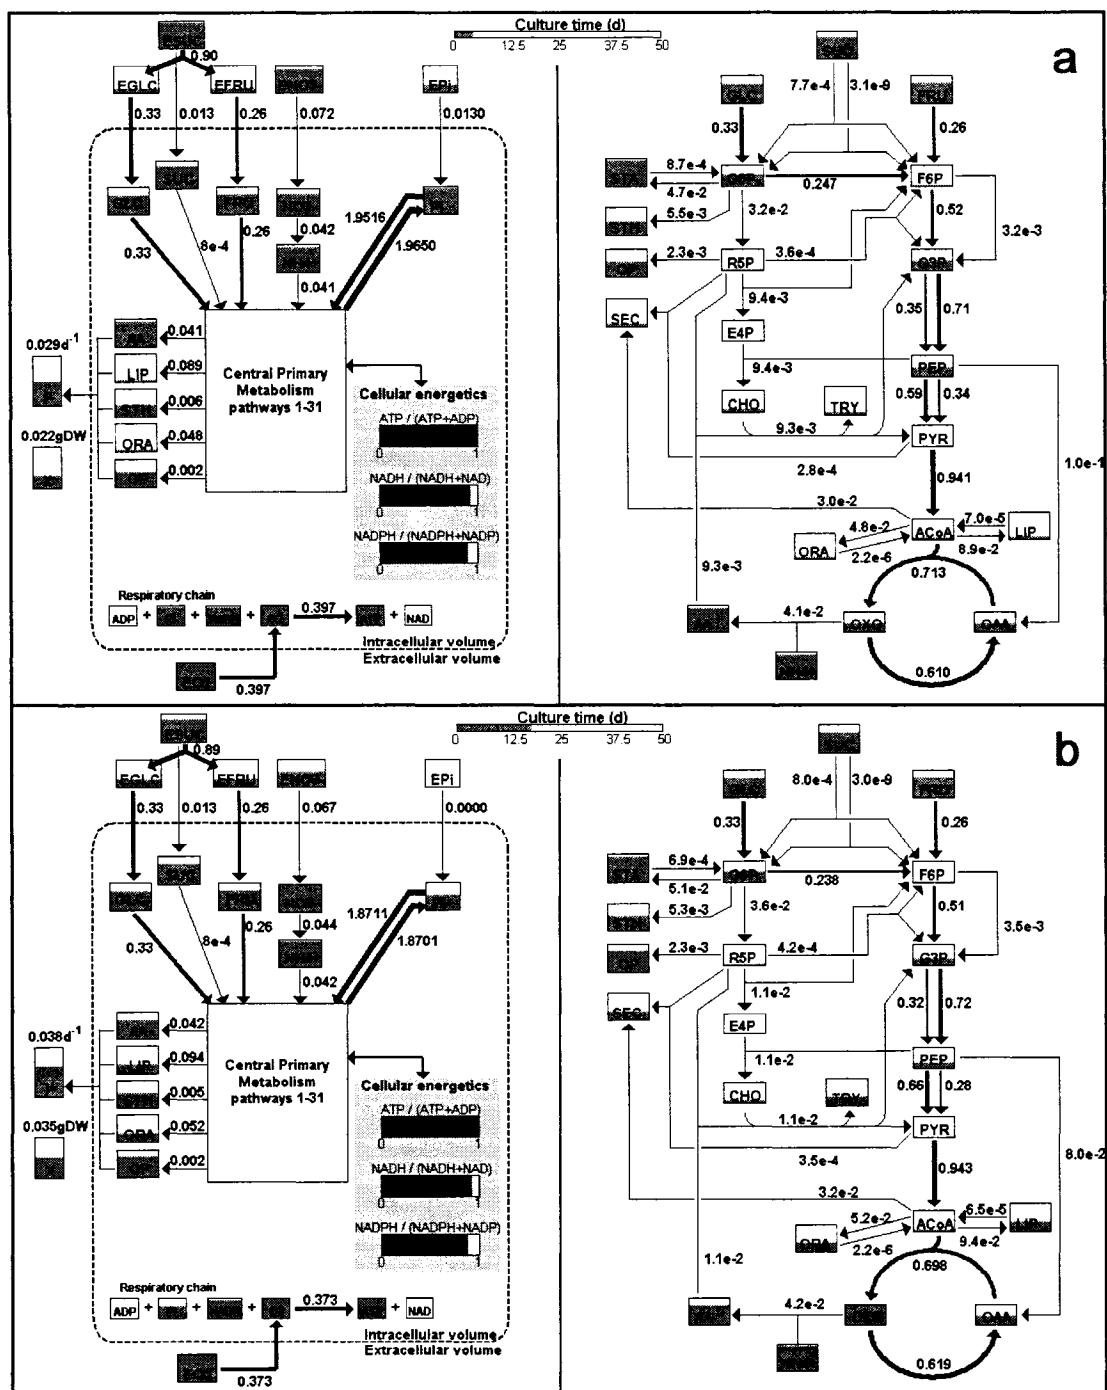 Culture time (d)
0 12.5 25 37.5 50
a
0.90
EGLC EFRU EPi
0.33 0.013 0.26 0.072 0.0130
SUC
GLC
1.9516
1.9650
0.33 8e-4 0.26 0.042
0.041
Central Primary
Metabolism
pathways 1-31
0.041
LIP 0.089
STH 0.006
ORA 0.048
0.002
0.029d-1
0.022gDW
Cellular energetics
ATP / (ATP+ADP)
0 1
NADH / (NADH+NAD)
0 1
NADPH / (NADPH+NADP)
0 1
Respiratory chain
ADP + + + 0.397 + NAD
Intracellular volume
Extracellular volume
0.397
7.7e-4 3.1e-9
GLC FRU
0.33 0.26
STA 8.7e-4 G6P 0.247 F6P
4.7e-2
STH 5.5e-3 3.2e-2 0.52 3.2e-3
2.3e-3 R5P 3.6e-4 G3P
9.4e-3
SEC E4P 0.35 0.71
9.4e-3 PEP
CHO TRY 0.59 0.34
9.3e-3 PYR
2.8e-4 1.0e-1
3.0e-2 0.941
4.8e-2 ACoA 7.0e-5 LIP
ORA 2.2e-6 8.9e-2
9.3e-3 0.713
4.1e-2 OXO OAA
0.610
Culture time (d)
0 12.5 25 37.5 50
b
0.89
EGLC EFRU EPi
0.33 0.013 0.26 0.067 0.0000
SUC
1.8711
1.8701
0.33 8e-4 0.26 0.044
0.042
Central Primary
Metabolism
pathways 1-31
0.042
LIP 0.094
STH 0.005
ORA 0.052
OP 0.002
0.038d-1
0.035gDW
Cellular energetics
ATP / (ATP+ADP)
0 1
NADH / (NADH+NAD)
0 1
NADPH / (NADPH+NADP)
0 1
Respiratory chain
ADP + + + 0.373 + NAD
Intracellular volume
Extracellular volume
0.373
8.0e-4 3.0e-9
0.33 0.26
STA 6.9e-4 G6P 0.238 F6P
5.1e-2
STH 5.3e-3 3.6e-2 0.51 3.5e-3
OP 2.3e-3 R5P 4.2e-4 G3P
1.1e-2
SEC E4P 0.32 0.72
1.1e-2 PEP
CHO TRY 0.66 0.28
1.1e-2 PYR
3.5e-4 8.0e-2
3.2e-2 0.943
5.2e-2 ACoA 6.5e-5 LIP
ORA 2.2e-6 9.4e-2
1.1e-2 0.698
4.2e-2 OAA
0.619